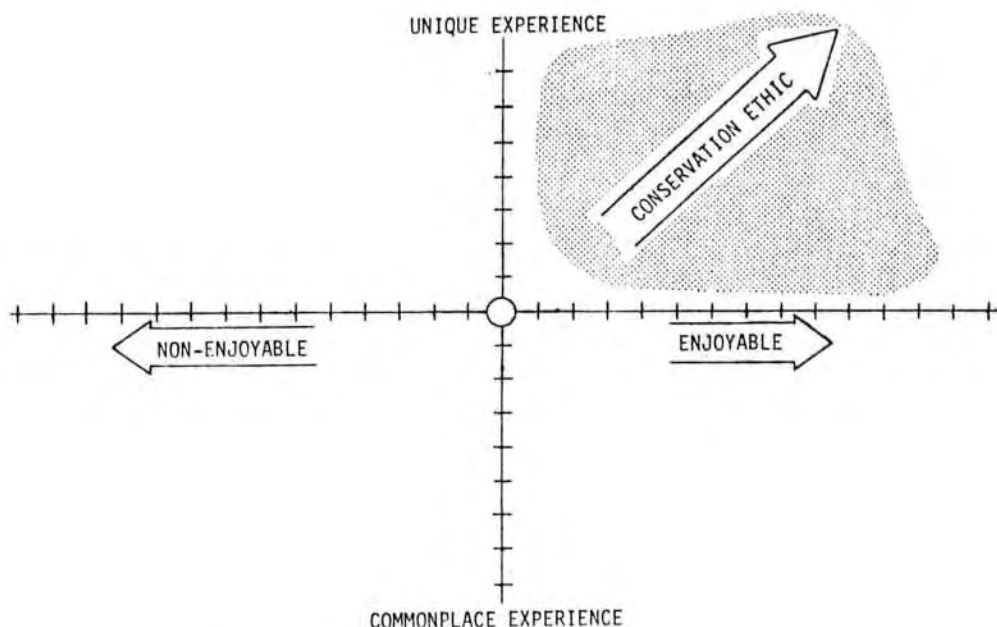 UNIQUE EXPERIENCE
CONSERVATION ETHIC
NON-ENJOYABLE
ENJOYABLE
COMMONPLACE EXPERIENCE